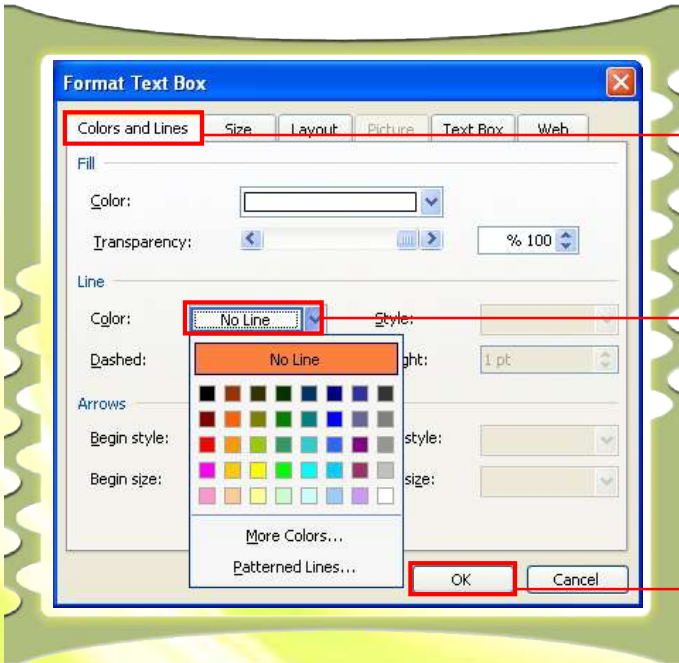 Format Text Box
Colors and Lines Size Layout Picture Text Box Web
Fill
Color:
Transparency: % 100
Line
Color: No Line Style:
Dashed: No Line ght: 1 pt
Arrows
Begin style: style:
Begin size: size:
More Colors...
Patterned Lines...
OK Cancel